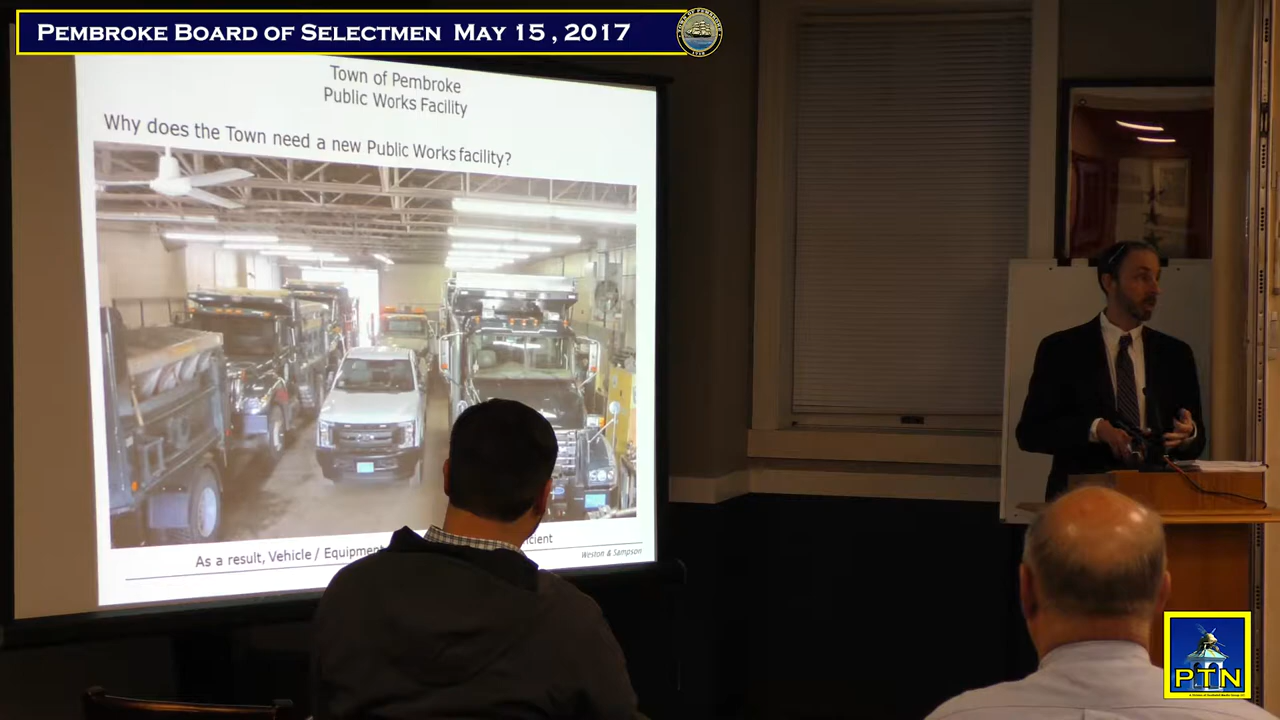 PEMBROKE BOARD OF SELECTMEN MAY 15, 2017
Town of Pembroke
Public Works Facility
Why does the Town need a new Public Works facility?
As a result, Vehicle / Equipment
Weston & Sampson
PTN